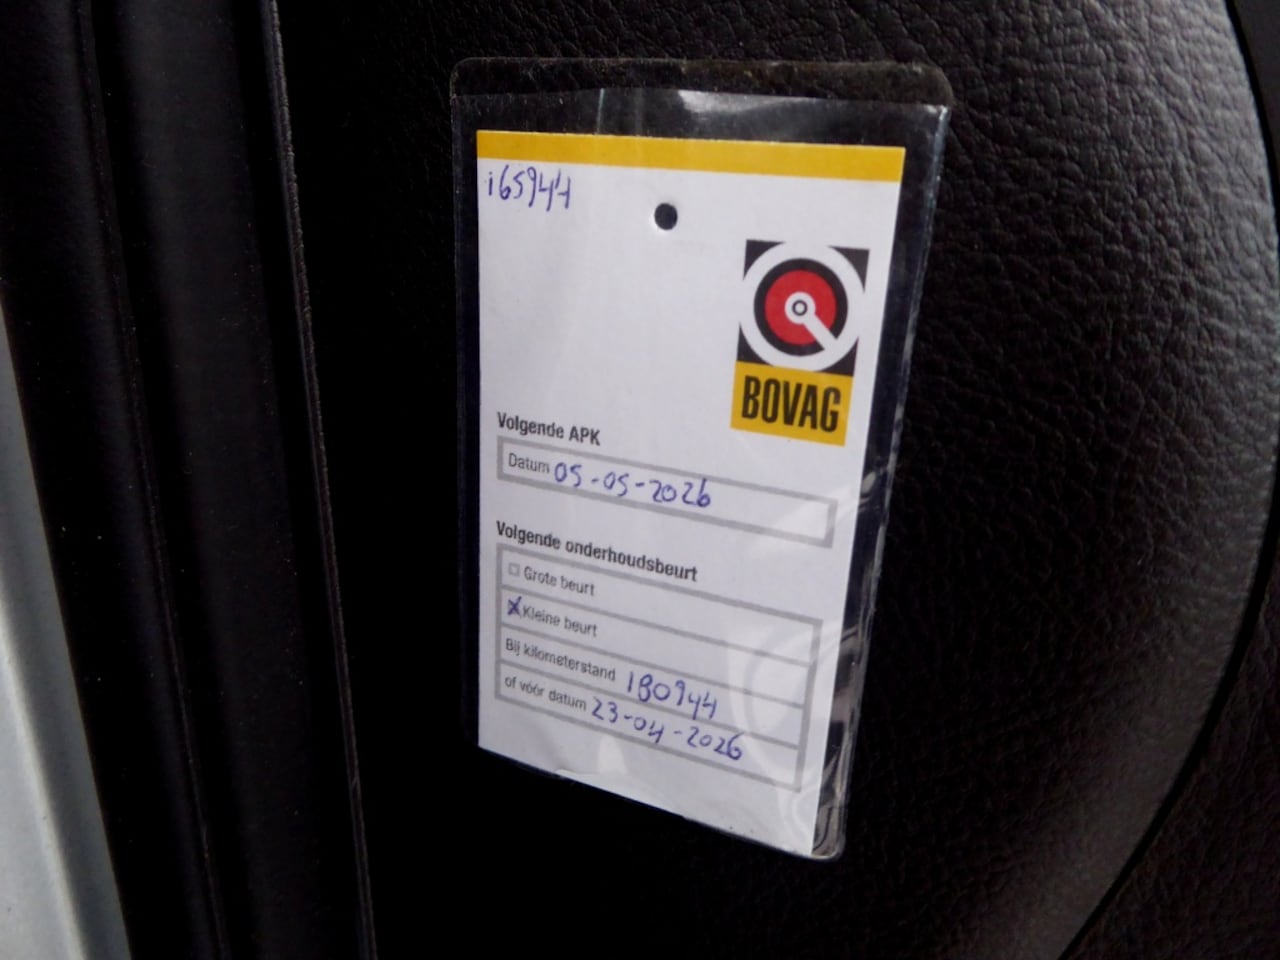 165944
BOVAG
Volgende APK
Datum 05-05-2026
Volgende onderhoudsbeurt
Grote beurt
Kleine beurt
Bij kilometerstand 180944
of vóór datum 23-04-2026